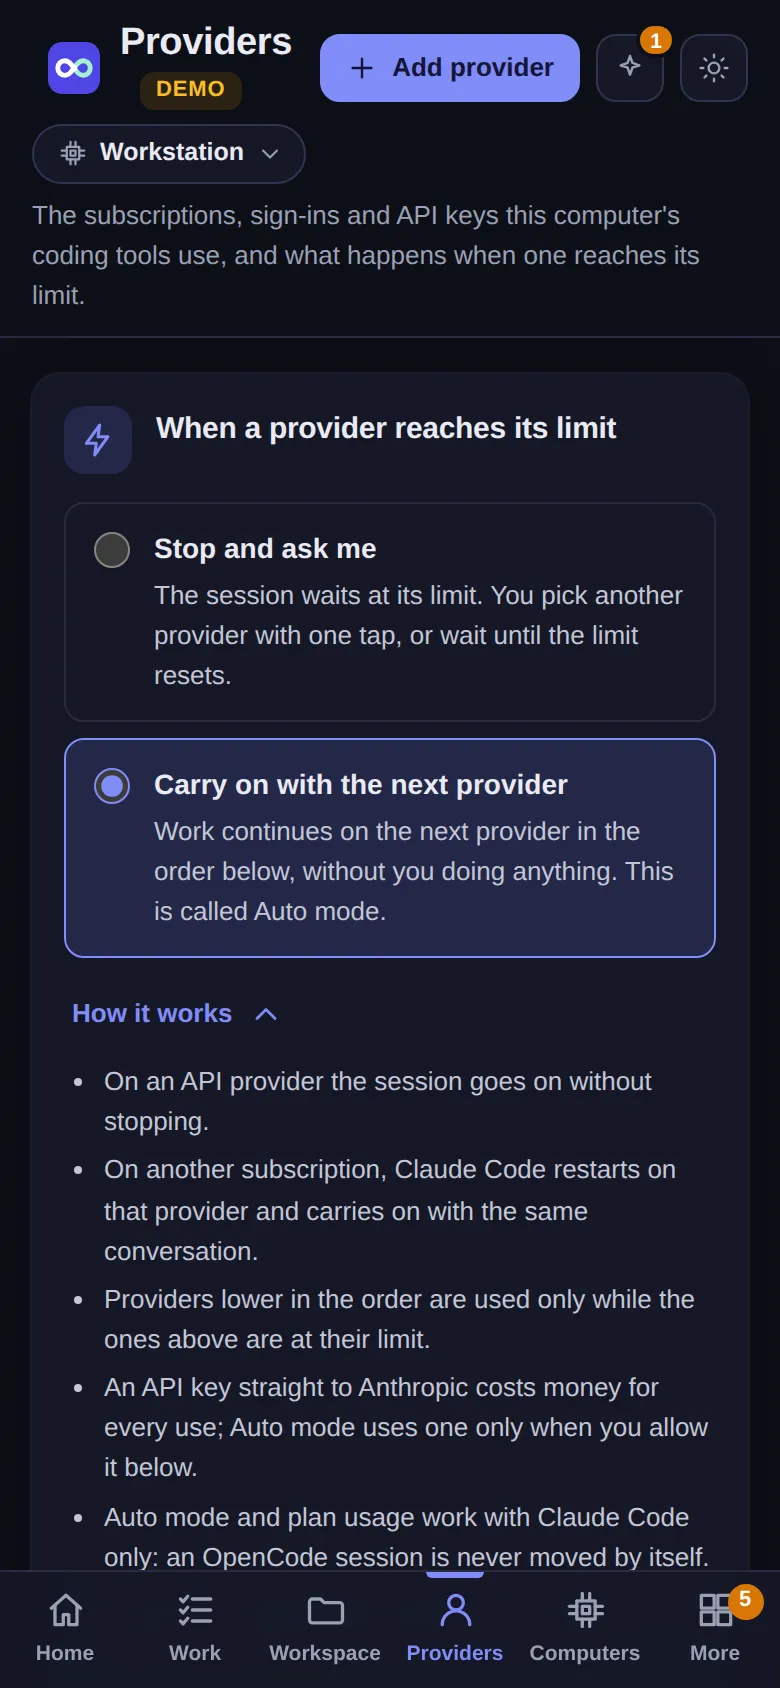 Providers
DEMO
Add provider
1
Workstation
The subscriptions, sign-ins and API keys this computer's
coding tools use, and what happens when one reaches its
limit.
When a provider reaches its limit
Stop and ask me
The session waits at its limit. You pick another
provider with one tap, or wait until the limit
resets.
Carry on with the next provider
Work continues on the next provider in the
order below, without you doing anything. This
is called Auto mode.
How it works
On an API provider the session goes on without
stopping.
On another subscription, Claude Code restarts on
that provider and carries on with the same
conversation.
Providers lower in the order are used only while the
ones above are at their limit.
An API key straight to Anthropic costs money for
every use; Auto mode uses one only when you allow
it below.
Auto mode and plan usage work with Claude Code
only: an OpenCode session is never moved by itself.
Home
Work
Workspace
Providers
Computers
5
More